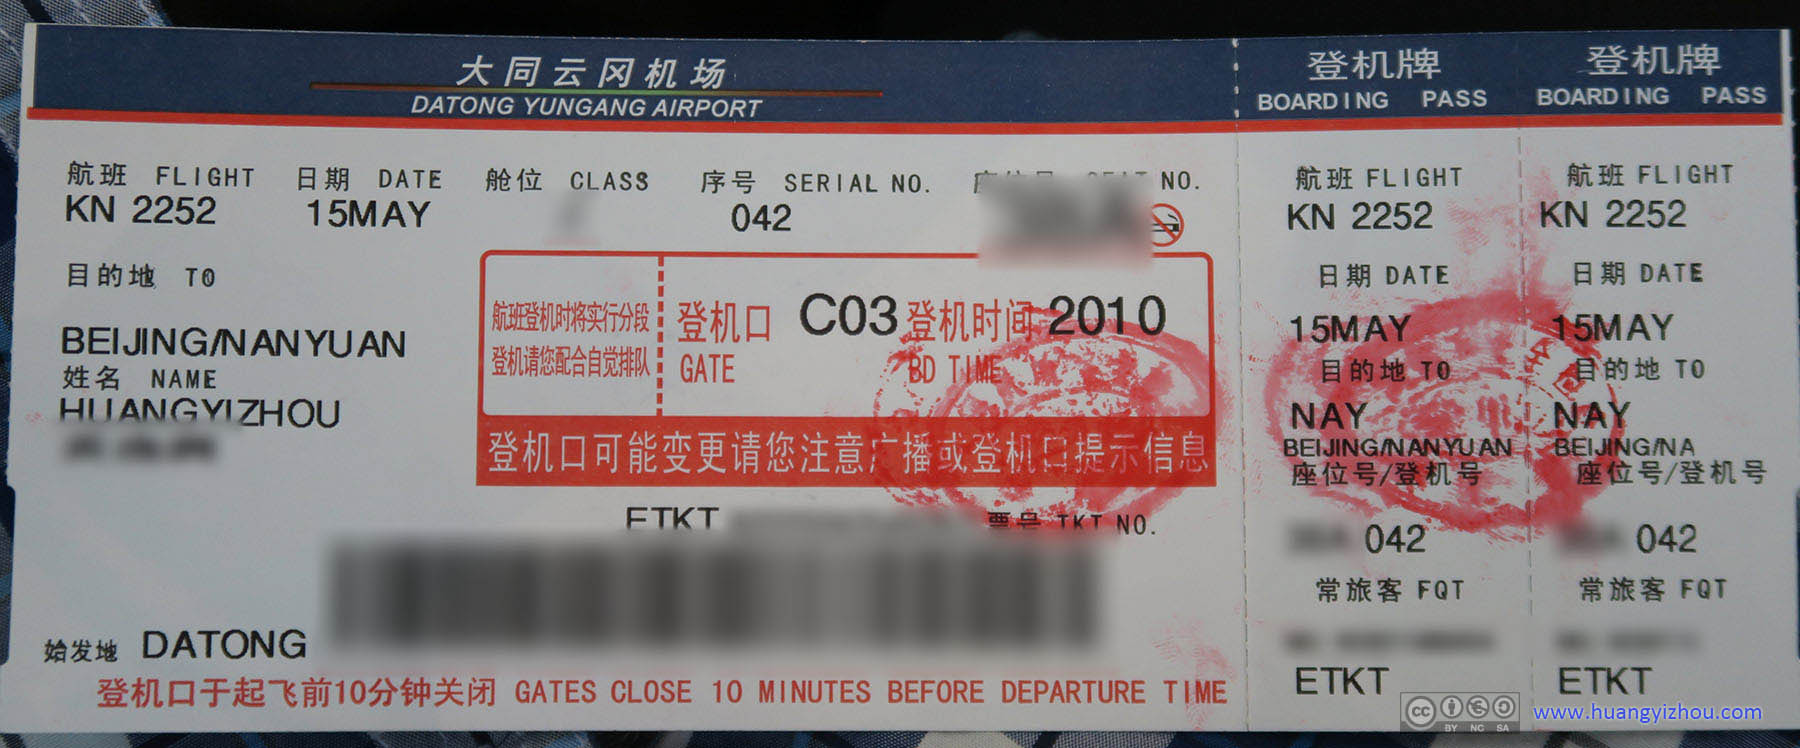 大同云冈机场
DATONG YUNGANG AIRPORT
航班 FLIGHT 日期 DATE 舱位 CLASS 序号 SERIAL NO. NO.
KN 2252 15MAY 042
目的地 TO
BEIJING/NANYUAN
姓名 NAME
HUANGYIZHOU
航班登机时将实行分段
登机请您配合自觉排队
登机口 C03 登机时间 2010
GATE BD TIME
登机口可能变更请您注意广播或登机口提示信息
ETKT 票号 TKT NO.
始发地 DATONG
登机口于起飞前10分钟关闭 GATES CLOSE 10 MINUTES BEFORE DEPARTURE TIME
登机牌
BOARDING PASS
航班 FLIGHT
KN 2252
日期 DATE
15MAY
目的地 TO
NAY
BEIJING/NANYUAN
座位号/登机号
042
常旅客 FQT
ETKT
登机牌
BOARDING PASS
航班 FLIGHT
KN 2252
日期 DATE
15MAY
目的地 TO
NAY
BEIJING/NA
座位号/登机号
042
常旅客 FQT
ETKT
cc BY NC SA
www.huangyizhou.com